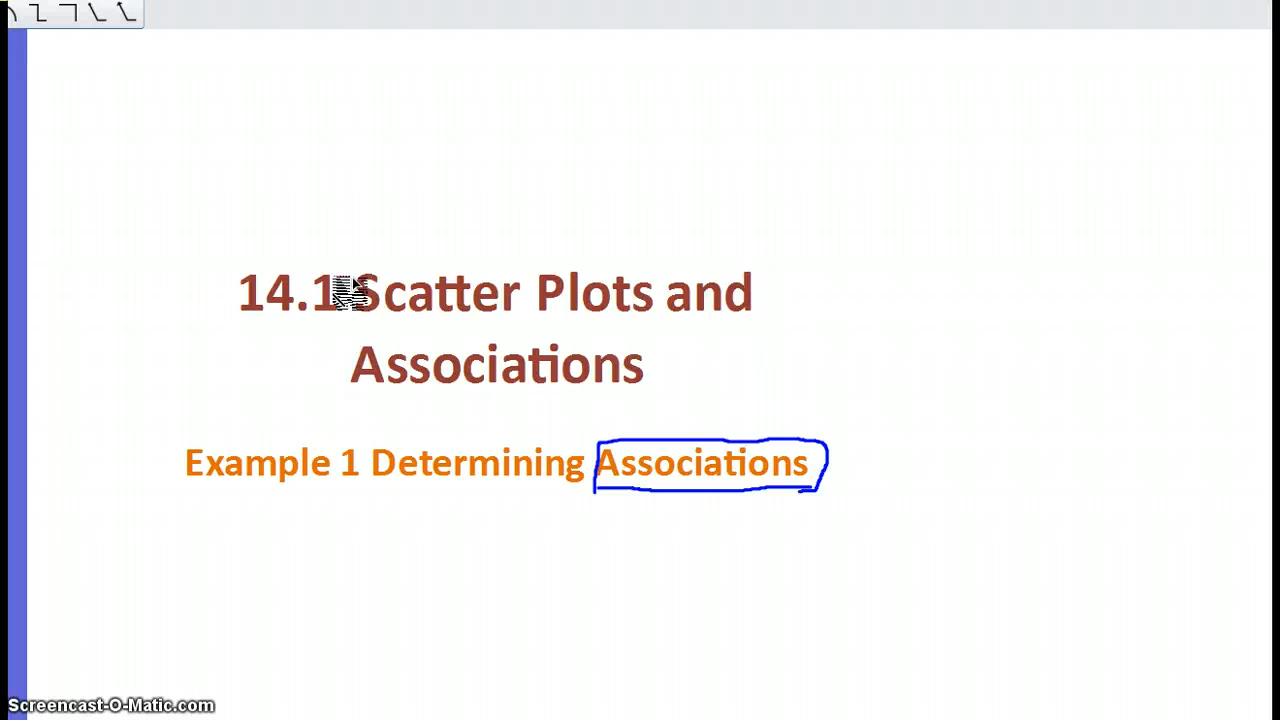 14.1 Scatter Plots and
Associations
Example 1 Determining Associations
Screencast-O-Matic.com